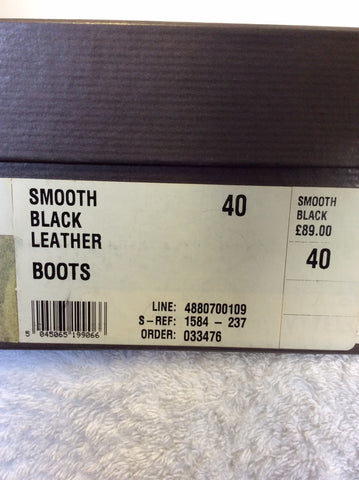 SMOOTH 40
BLACK
LEATHER
BOOTS
LINE: 4880700109
S-REF: 1584-237
ORDER: 033476
5 045065 199066
SMOOTH
BLACK
£89.00
40